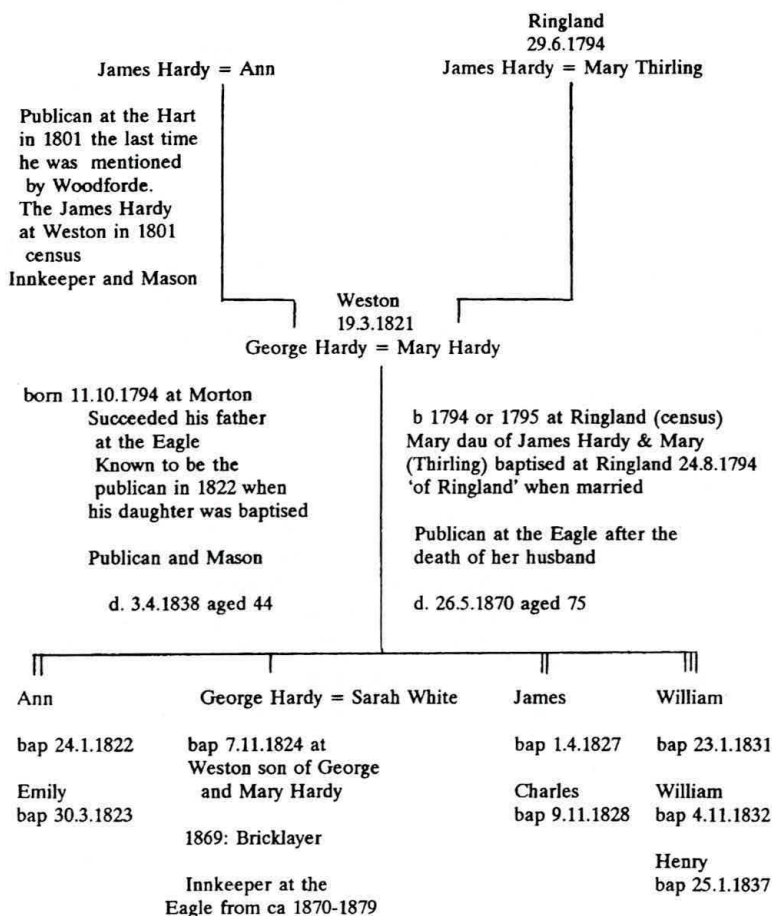 Ringland
29.6.1794
James Hardy = Ann
James Hardy = Mary Thirling
Publican at the Hart
in 1801 the last time
he was mentioned
by Woodforde.
The James Hardy
at Weston in 1801
census
Innkeeper and Mason
Weston
19.3.1821
George Hardy = Mary Hardy
born 11.10.1794 at Morton
Succeeded his father
at the Eagle
Known to be the
publican in 1822 when
his daughter was baptised
Publican and Mason
d. 3.4.1838 aged 44
b 1794 or 1795 at Ringland (census)
Mary dau of James Hardy & Mary
(Thirling) baptised at Ringland 24.8.1794
'of Ringland' when married
Publican at the Eagle after the
death of her husband
d. 26.5.1870 aged 75
Ann
bap 24.1.1822
Emily
bap 30.3.1823
George Hardy = Sarah White
bap 7.11.1824 at
Weston son of George
and Mary Hardy
1869: Bricklayer
Innkeeper at the
Eagle from ca 1870-1879
James
bap 1.4.1827
Charles
bap 9.11.1828
William
bap 23.1.1831
William
bap 4.11.1832
Henry
bap 25.1.1837